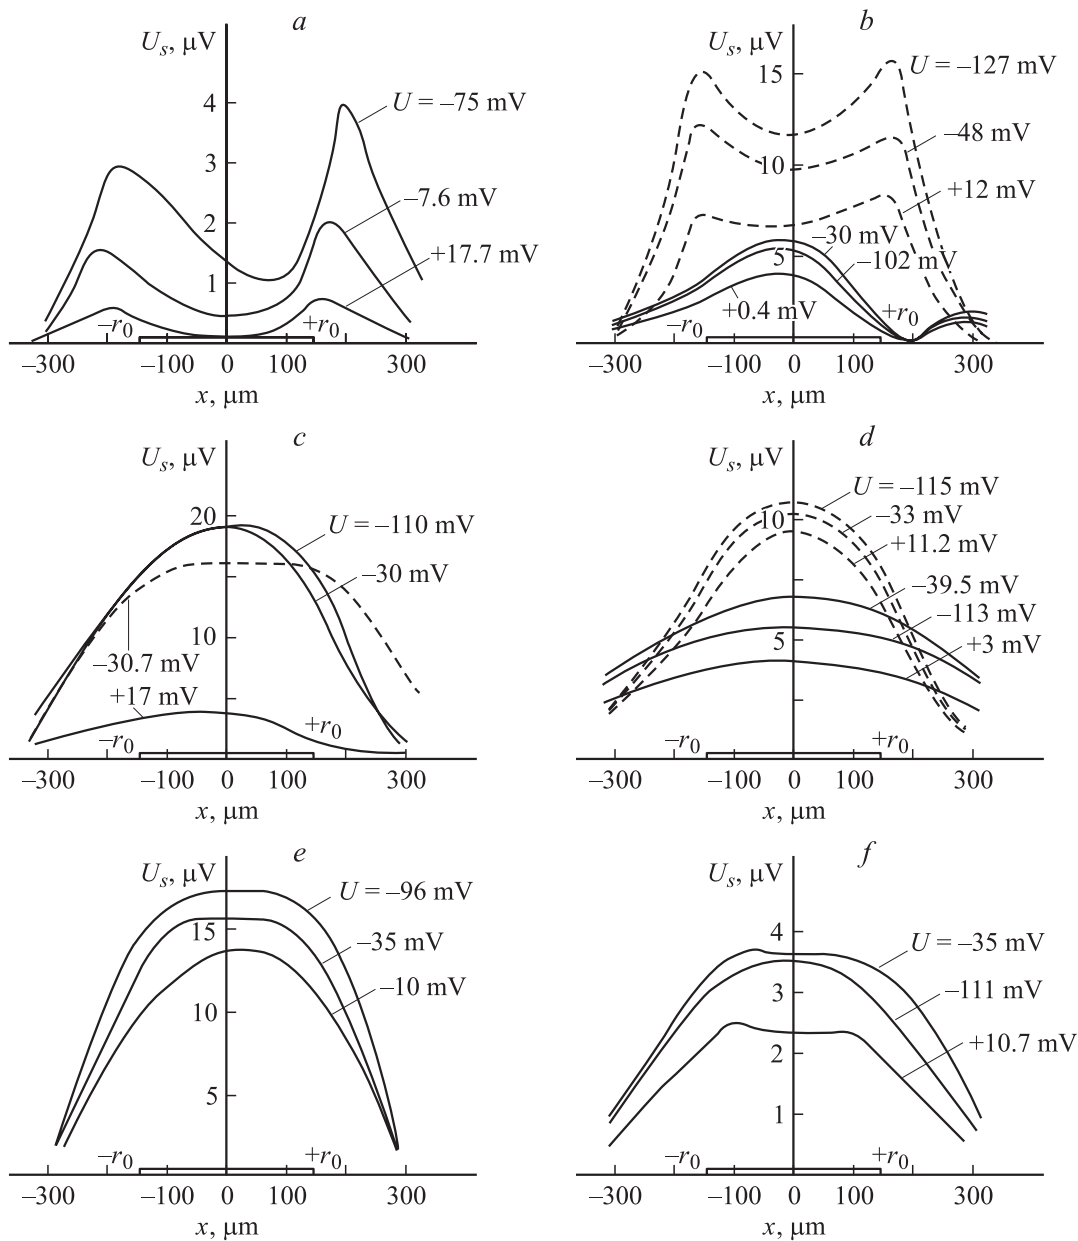 a
U_s, μV
4
3
2
1
U = –75 mV
–7.6 mV
+17.7 mV
–r_0
+r_0
–300
–100
0
100
300
x, μm
b
U_s, μV
15
10
5
U = –127 mV
–48 mV
+12 mV
–30 mV
–102 mV
+0.4 mV
–r_0
+r_0
–300
–100
0
100
300
x, μm
c
U_s, μV
20
10
U = –110 mV
–30 mV
–30.7 mV
+17 mV
–r_0
+r_0
–300
–100
0
100
300
x, μm
d
U_s, μV
10
5
U = –115 mV
–33 mV
+11.2 mV
–39.5 mV
–113 mV
+3 mV
–r_0
+r_0
–300
–100
0
100
300
x, μm
e
U_s, μV
15
10
5
U = –96 mV
–35 mV
–10 mV
–r_0
+r_0
–300
–100
0
100
300
x, μm
f
U_s, μV
4
3
2
1
U = –35 mV
–111 mV
+10.7 mV
–r_0
+r_0
–300
–100
0
100
300
x, μm